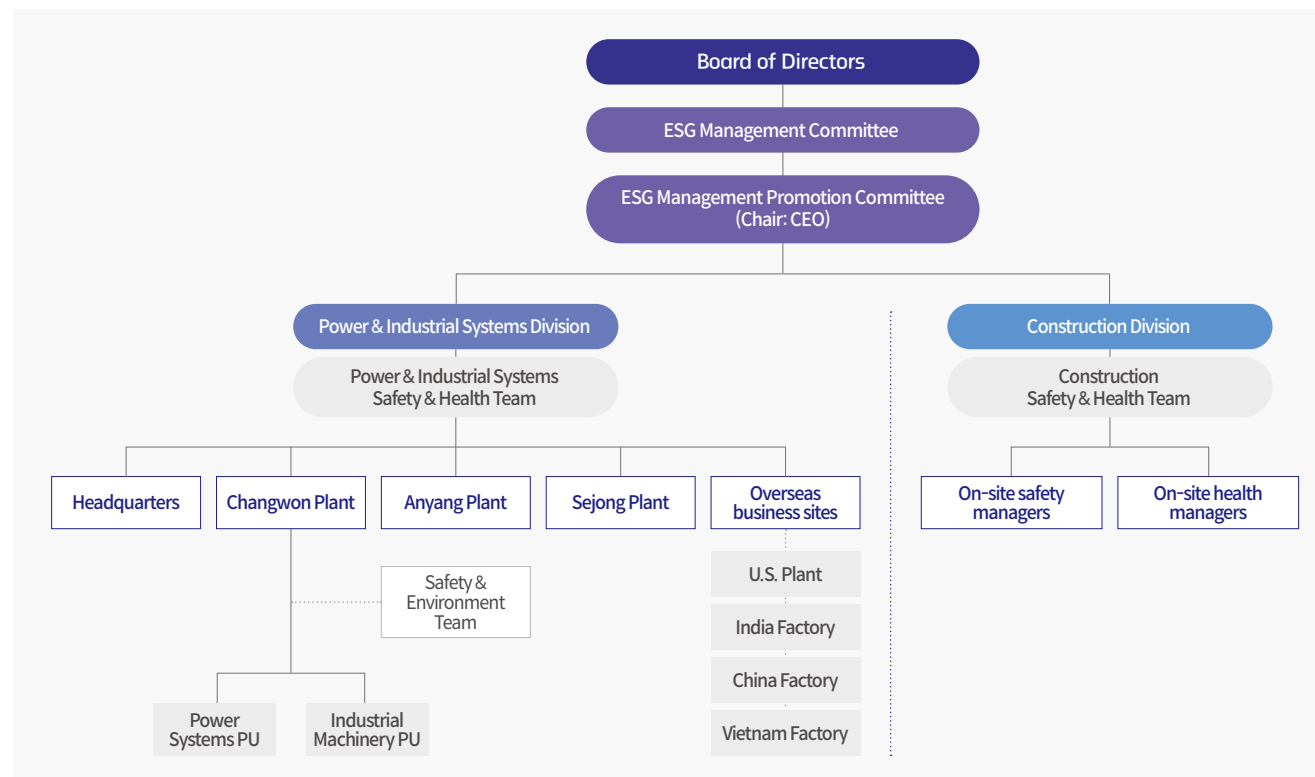 Board of Directors
ESG Management Committee
ESG Management Promotion Committee
(Chair: CEO)
Power & Industrial Systems Division
Construction Division
Power & Industrial Systems
Safety & Health Team
Construction
Safety & Health Team
Headquarters
Changwon Plant
Anyang Plant
Sejong Plant
Overseas
business sites
On-site safety
managers
On-site health
managers
Safety &
Environment
Team
U.S. Plant
India Factory
China Factory
Vietnam Factory
Power
Systems PU
Industrial
Machinery PU